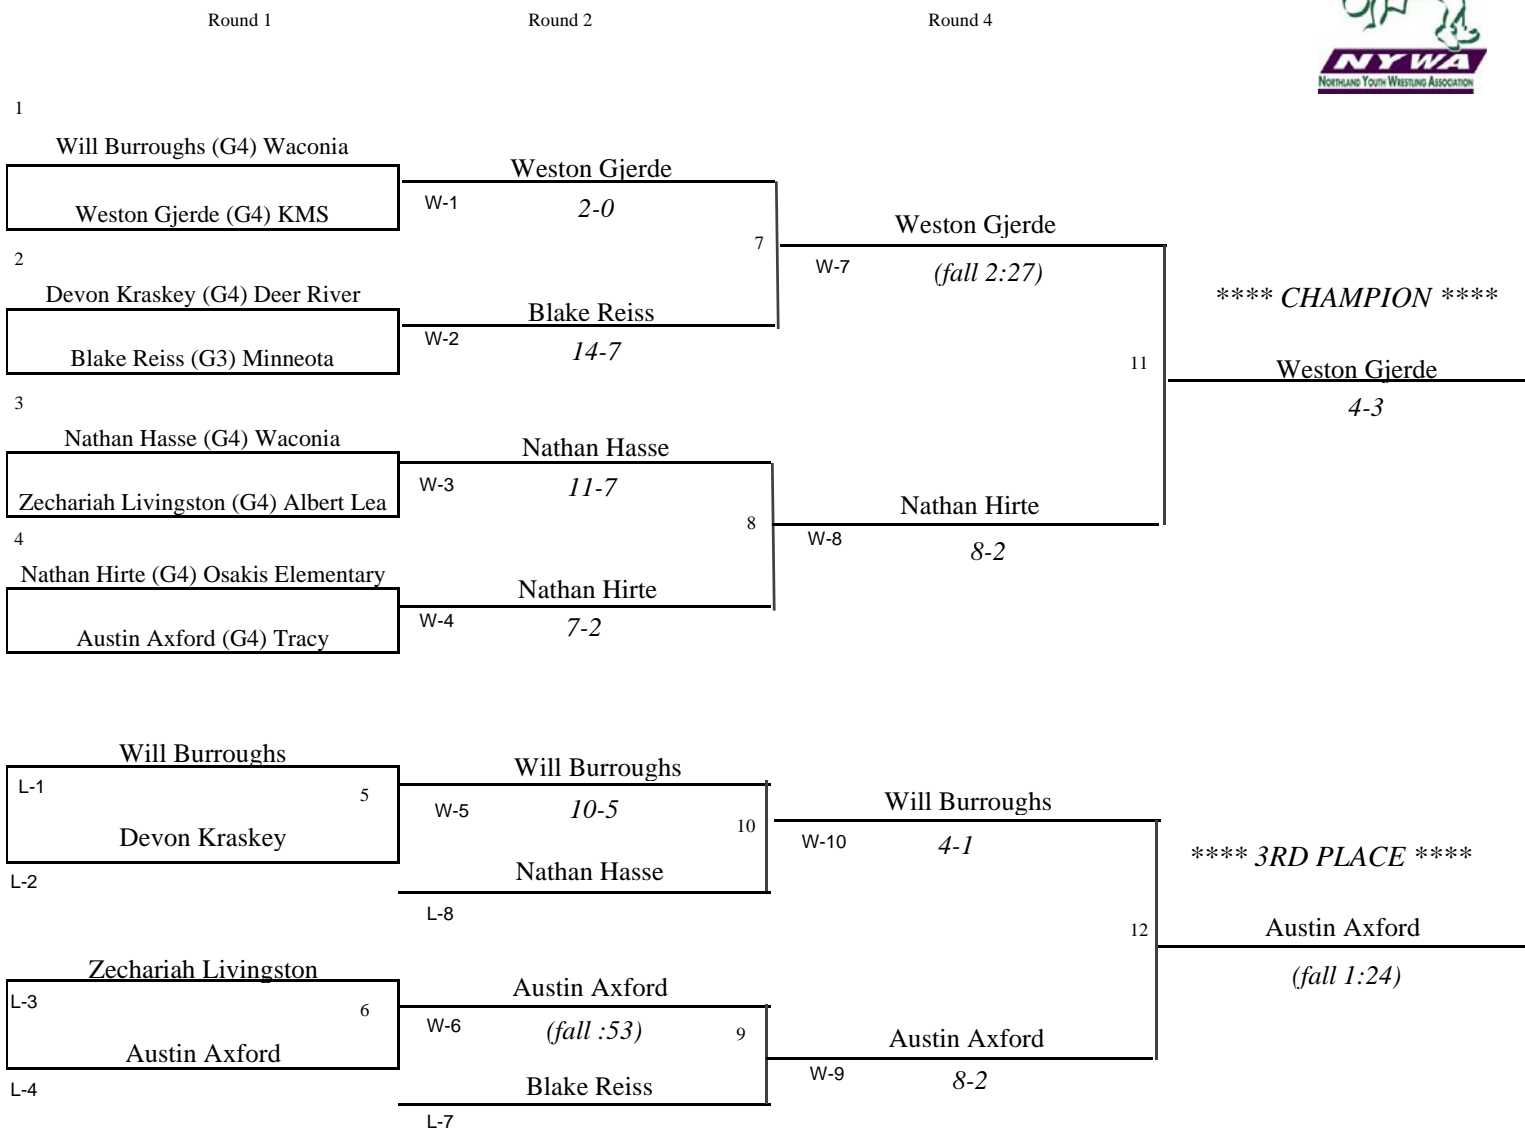 Round 1 Round 2 Round 4
NYWA
NORTHLAND YOUTH WRESTLING ASSOCIATION
1
Will Burroughs (G4) Waconia
Weston Gjerde
W-1 2-0
Weston Gjerde (G4) KMS
Weston Gjerde
7
W-7 (fall 2:27)
2
Devon Kraskey (G4) Deer River
**** CHAMPION ****
Blake Reiss
W-2 14-7
Blake Reiss (G3) Minneota
11
Weston Gjerde
4-3
3
Nathan Hasse (G4) Waconia
Nathan Hasse
W-3 11-7
Zechariah Livingston (G4) Albert Lea
Nathan Hirte
8
W-8 8-2
4
Nathan Hirte (G4) Osakis Elementary
Nathan Hirte
W-4 7-2
Austin Axford (G4) Tracy
Will Burroughs
Will Burroughs
L-1 5
W-5 10-5
Will Burroughs
10
Devon Kraskey
W-10 4-1
**** 3RD PLACE ****
Nathan Hasse
L-2
L-8
12
Austin Axford
Zechariah Livingston
(fall 1:24)
Austin Axford
L-3 6
W-6 (fall :53) 9
Austin Axford
Austin Axford
W-9 8-2
Blake Reiss
L-4
L-7